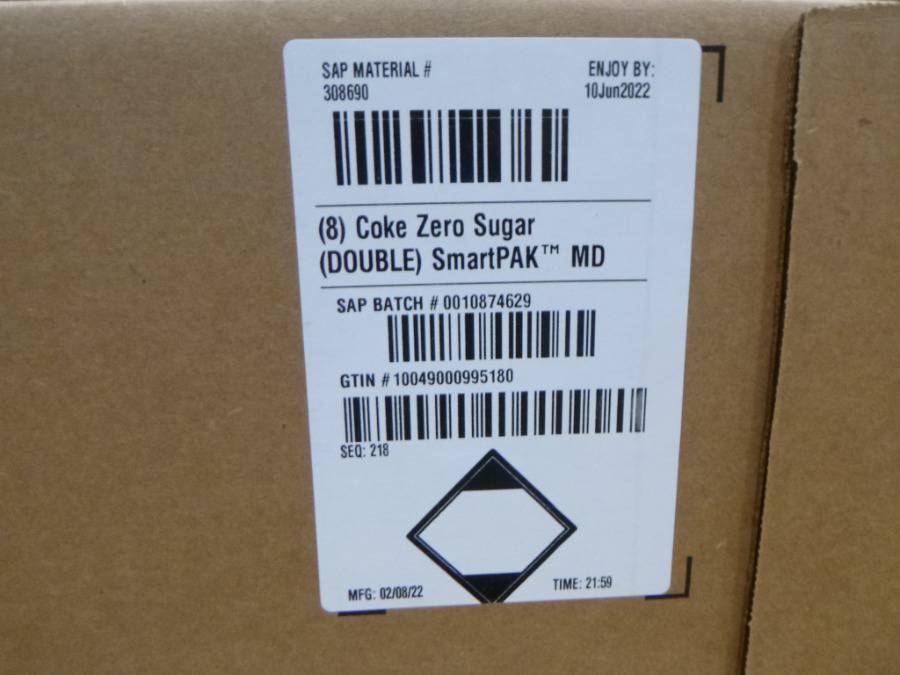 SAP MATERIAL #
308690
ENJOY BY:
10Jun2022
(8) Coke Zero Sugar
(DOUBLE) SmartPAK™ MD
SAP BATCH # 0010874629
GTIN # 10049000995180
SEQ: 218
MFG: 02/08/22
TIME: 21:59